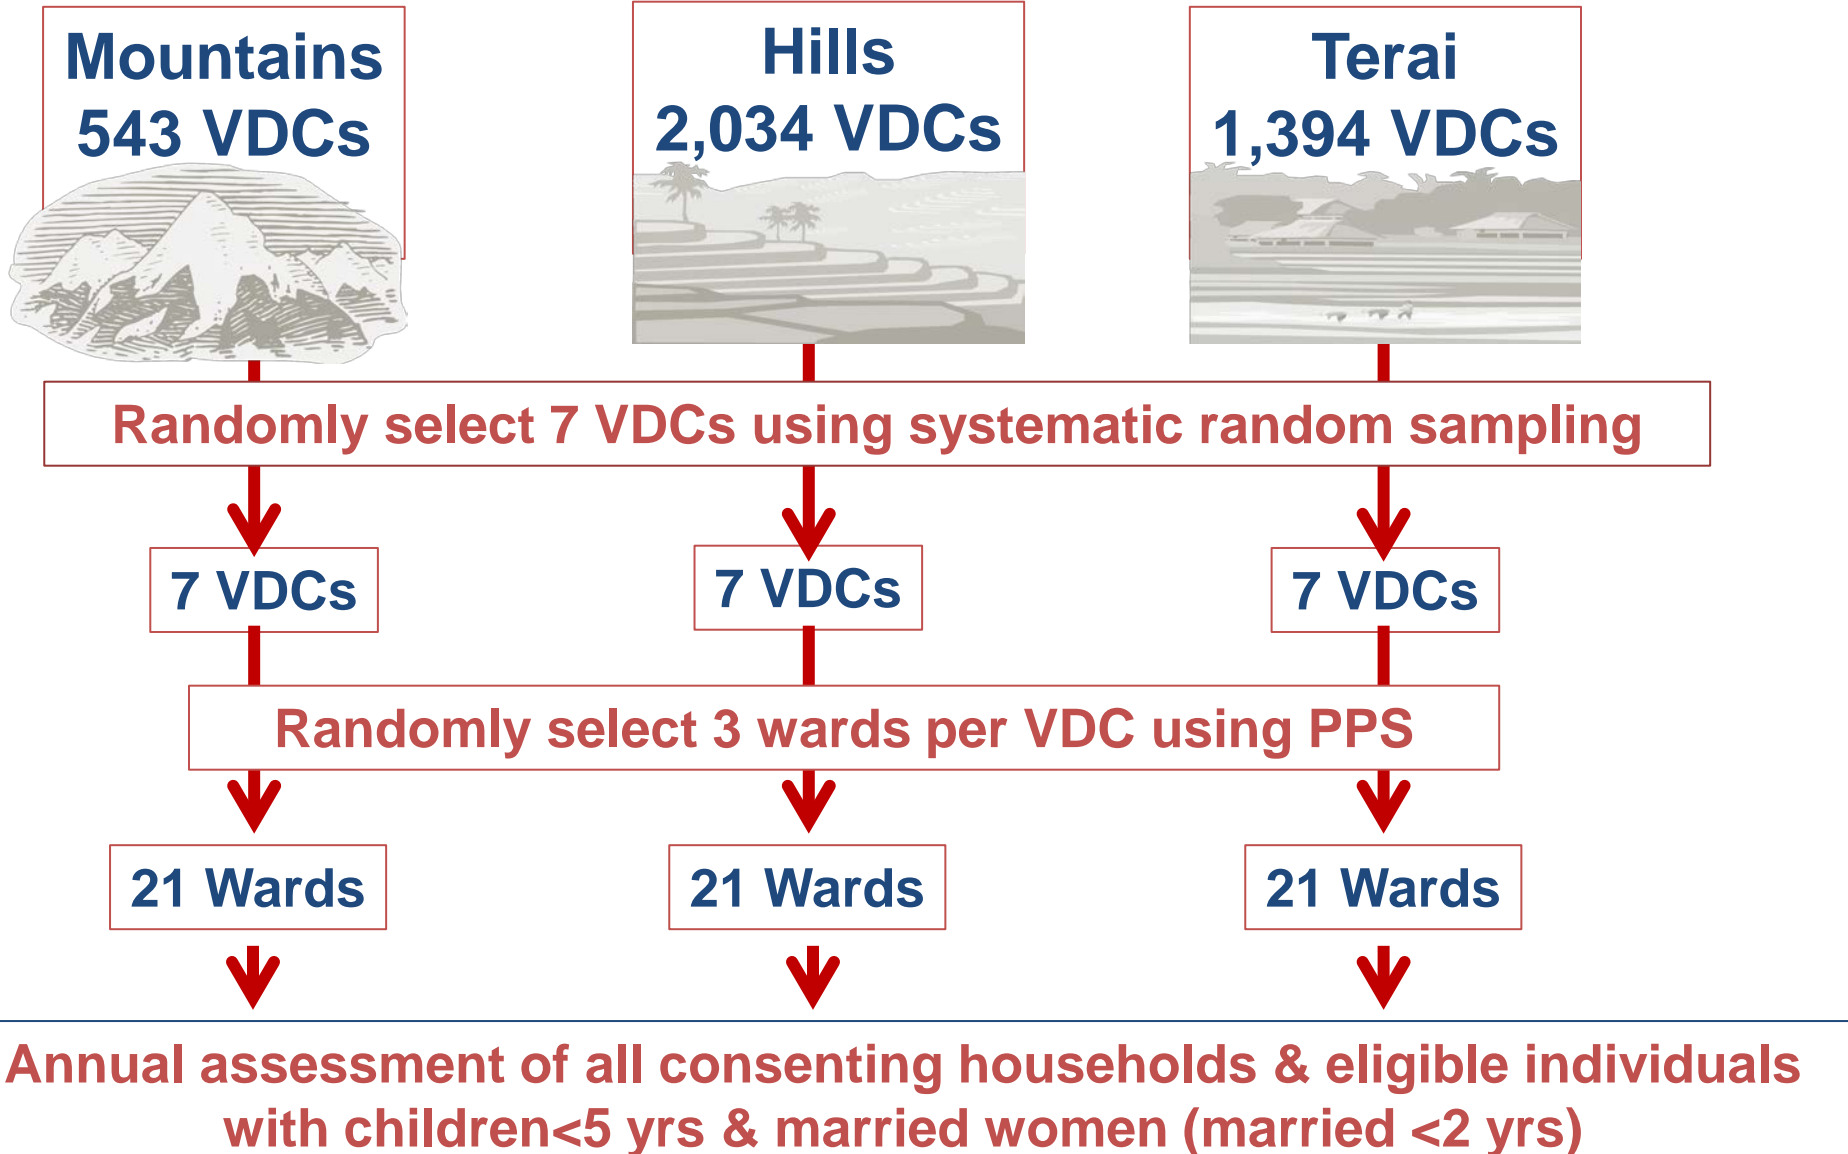 Mountains
543 VDCs
Hills
2,034 VDCs
Terai
1,394 VDCs
Randomly select 7 VDCs using systematic random sampling
7 VDCs
7 VDCs
7 VDCs
Randomly select 3 wards per VDC using PPS
21 Wards
21 Wards
21 Wards
Annual assessment of all consenting households & eligible individuals
with children<5 yrs & married women (married <2 yrs)